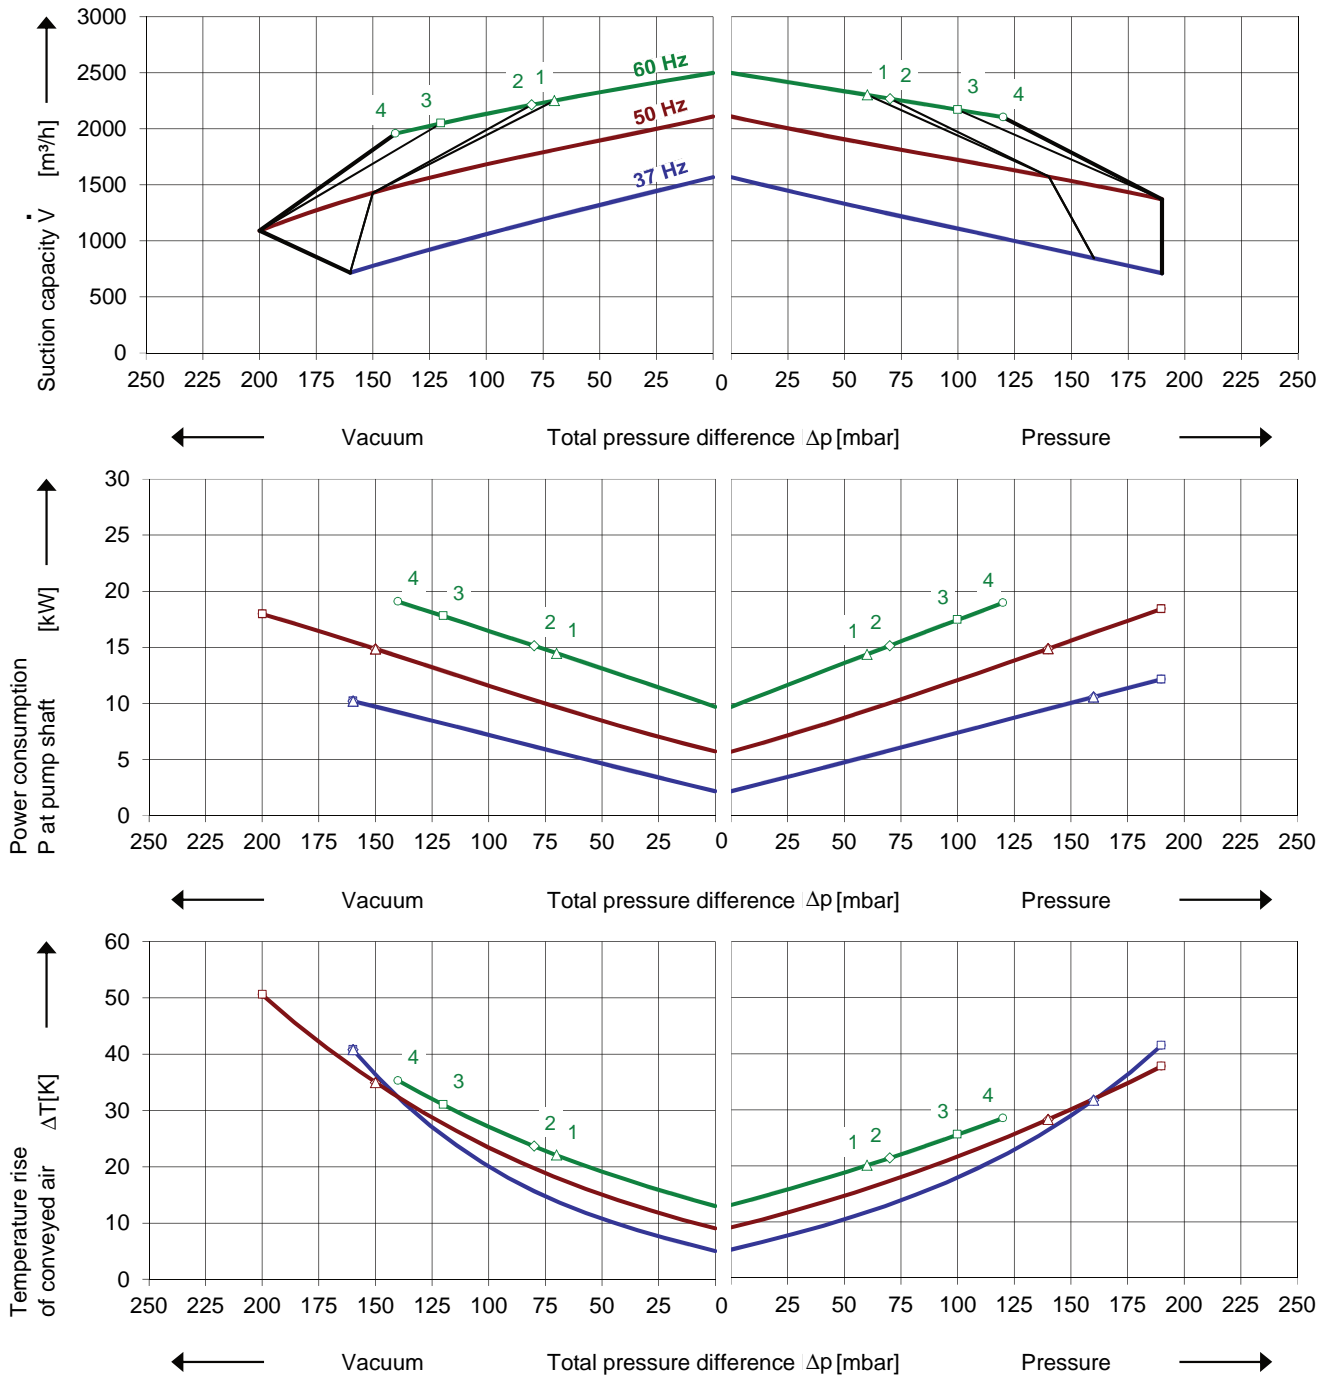 3000
2500
2000
1500
1000
500
0
Suction capacity V̇ [m³/h]
60 Hz
50 Hz
37 Hz
4 3 2 1
1 2 3 4
250 225 200 175 150 125 100 75 50 25 0 25 50 75 100 125 150 175 200 225 250
Vacuum Total pressure difference Δp [mbar] Pressure
30
25
20
15
10
5
0
Power consumption
P at pump shaft [kW]
4 3 2 1
1 2 3 4
250 225 200 175 150 125 100 75 50 25 0 25 50 75 100 125 150 175 200 225 250
Vacuum Total pressure difference Δp [mbar] Pressure
60
50
40
30
20
10
0
Temperature rise
of conveyed air ΔT[K]
4 3 2 1
1 2 3 4
250 225 200 175 150 125 100 75 50 25 0 25 50 75 100 125 150 175 200 225 250
Vacuum Total pressure difference Δp [mbar] Pressure